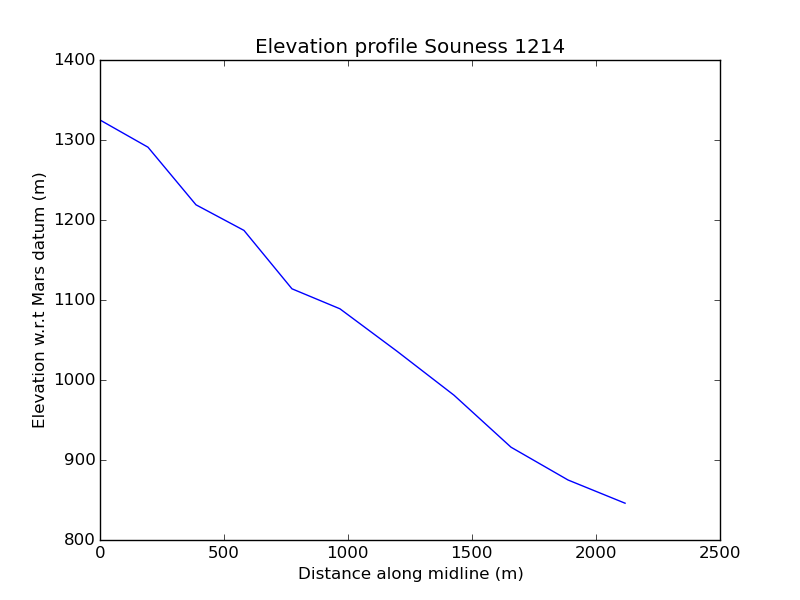 Elevation profile Souness 1214
1400
1300
1200
1100
1000
900
800
Elevation w.r.t Mars datum (m)
0 500 1000 1500 2000 2500
Distance along midline (m)